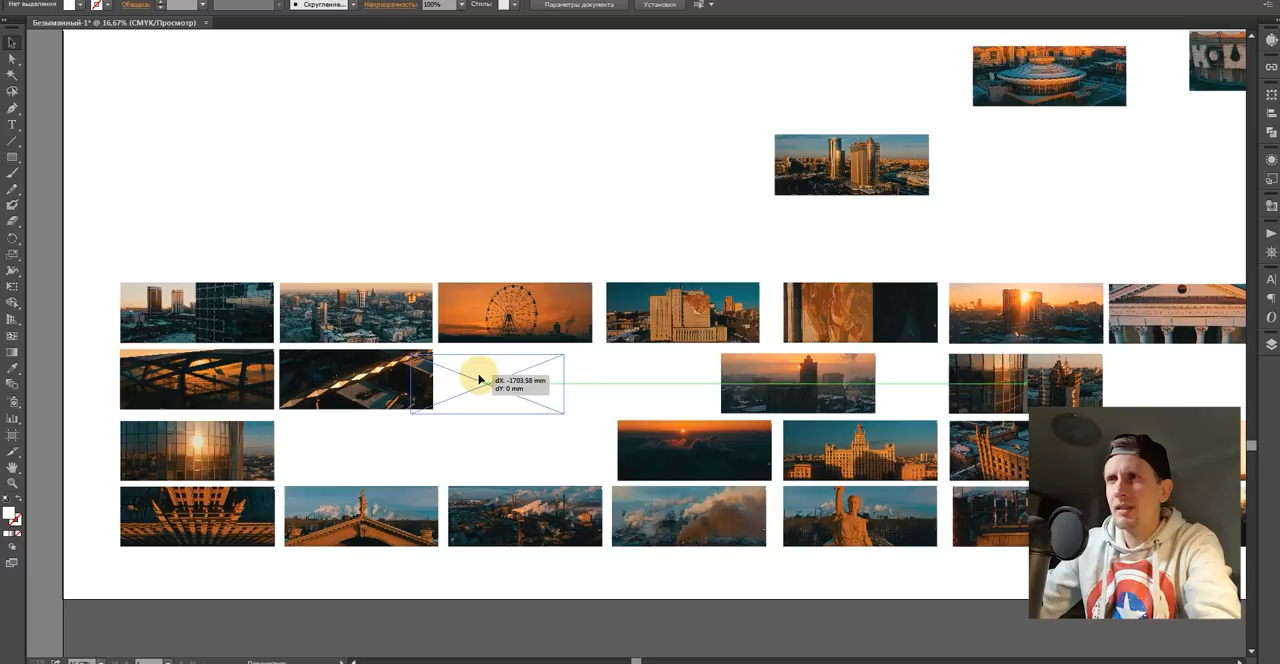 Нет выделения
Обводка:
Скругление...
Непрозрачность:
100%
Стиль:
Параметры документа
Установки
Безымянный-1* @ 16,67% (CMYK/Просмотр)
dX: -1703,58 mm
dY: 0 mm